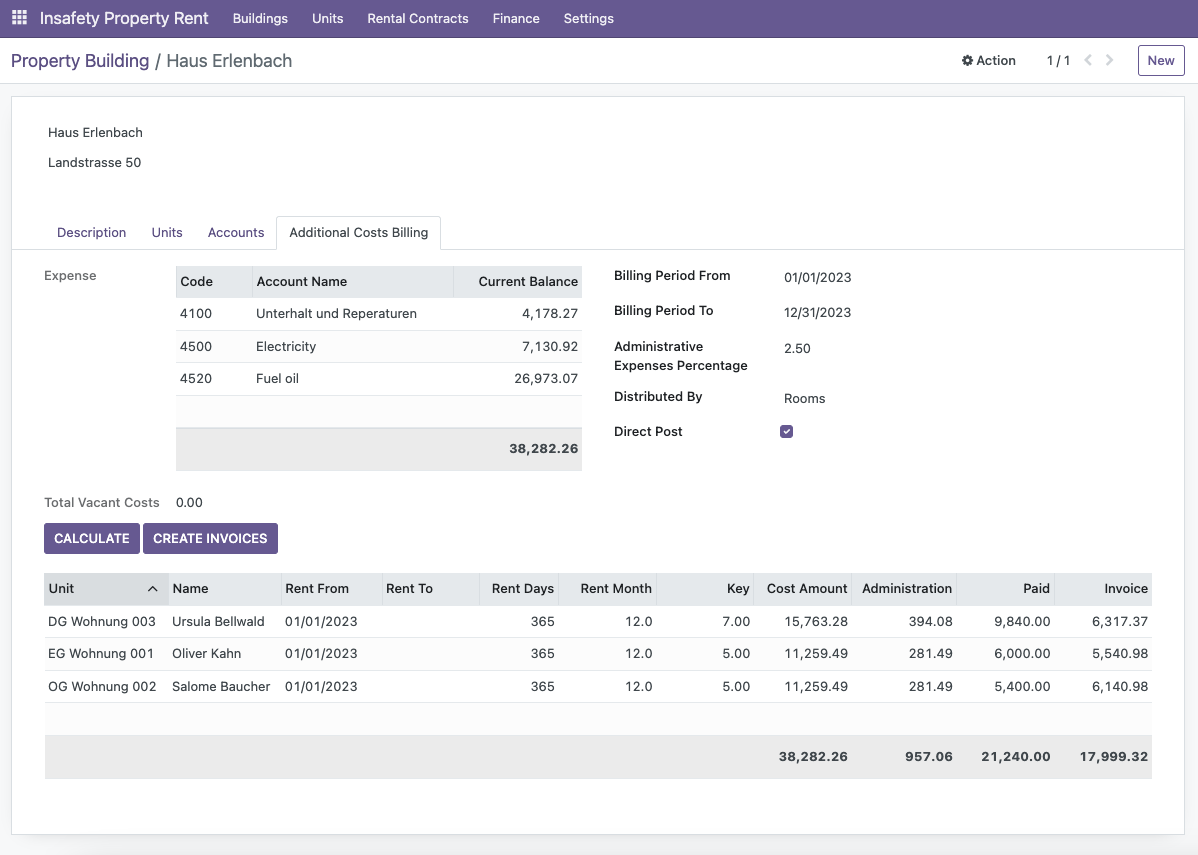 Insafety Property Rent Buildings Units Rental Contracts Finance Settings
Property Building / Haus Erlenbach Action 1 / 1 New
Haus Erlenbach
Landstrasse 50
Description Units Accounts Additional Costs Billing
Expense
Code Account Name Current Balance
4100 Unterhalt und Reperaturen 4,178.27
4500 Electricity 7,130.92
4520 Fuel oil 26,973.07
38,282.26
Billing Period From 01/01/2023
Billing Period To 12/31/2023
Administrative
Expenses Percentage 2.50
Distributed By Rooms
Direct Post
Total Vacant Costs 0.00
CALCULATE CREATE INVOICES
Unit Name Rent From Rent To Rent Days Rent Month Key Cost Amount Administration Paid Invoice
DG Wohnung 003 Ursula Bellwald 01/01/2023 365 12.0 7.00 15,763.28 394.08 9,840.00 6,317.37
EG Wohnung 001 Oliver Kahn 01/01/2023 365 12.0 5.00 11,259.49 281.49 6,000.00 5,540.98
OG Wohnung 002 Salome Baucher 01/01/2023 365 12.0 5.00 11,259.49 281.49 5,400.00 6,140.98
38,282.26 957.06 21,240.00 17,999.32